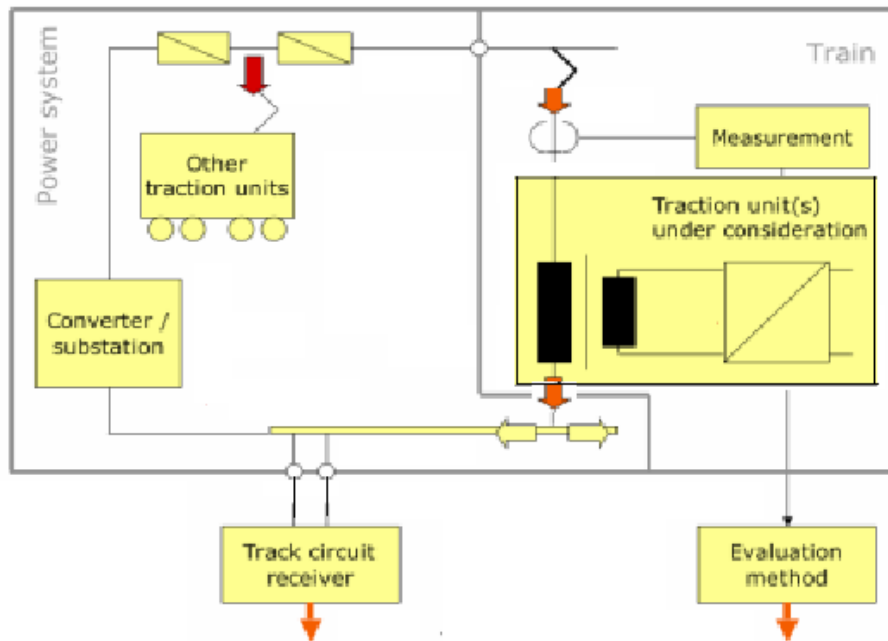 Power system
Train
Measurement
Other
traction units
Traction unit(s)
under consideration
Converter /
substation
Track circuit
receiver
Evaluation
method